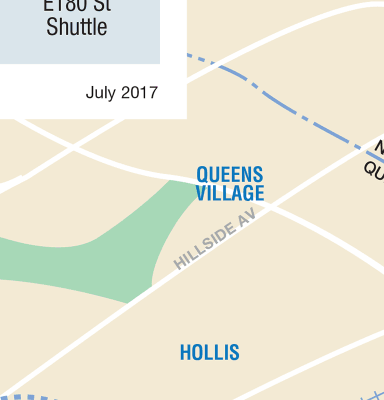 E180 St
Shuttle
July 2017
QUEENS
VILLAGE
HILLSIDE AV
HOLLIS